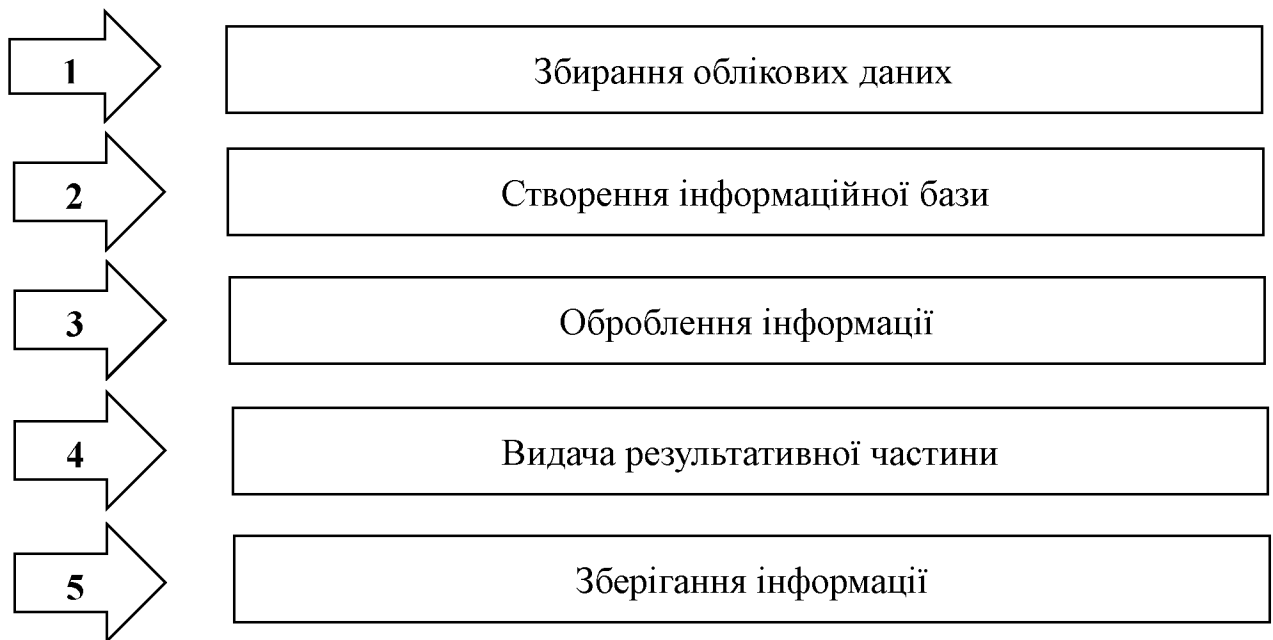 1 Збирання облікових даних
2 Створення інформаційної бази
3 Оброблення інформації
4 Видача результативної частини
5 Зберігання інформації